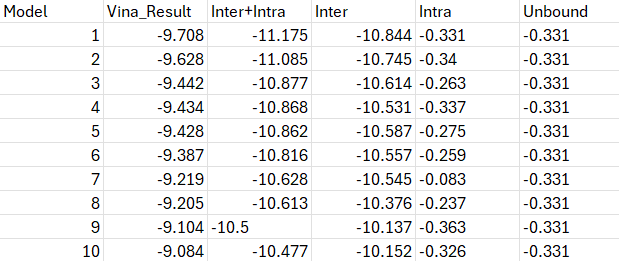 Model Vina_Result Inter+Intra Inter Intra Unbound
1 -9.708 -11.175 -10.844 -0.331 -0.331
2 -9.628 -11.085 -10.745 -0.34 -0.331
3 -9.442 -10.877 -10.614 -0.263 -0.331
4 -9.434 -10.868 -10.531 -0.337 -0.331
5 -9.428 -10.862 -10.587 -0.275 -0.331
6 -9.387 -10.816 -10.557 -0.259 -0.331
7 -9.219 -10.628 -10.545 -0.083 -0.331
8 -9.205 -10.613 -10.376 -0.237 -0.331
9 -9.104 -10.5 -10.137 -0.363 -0.331
10 -9.084 -10.477 -10.152 -0.326 -0.331